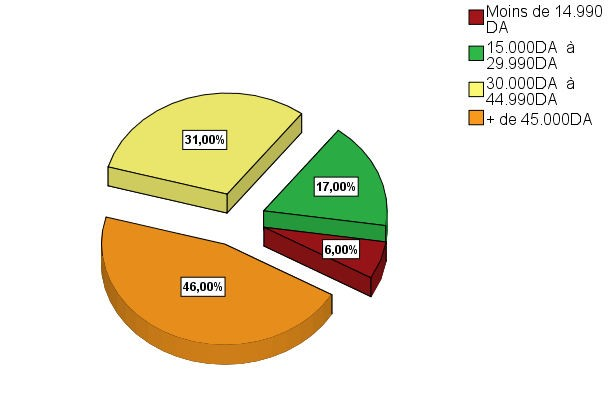 Moins de 14.990
DA
15.000DA à
29.990DA
30.000DA à
44.990DA
+ de 45.000DA
31,00%
17,00%
6,00%
46,00%